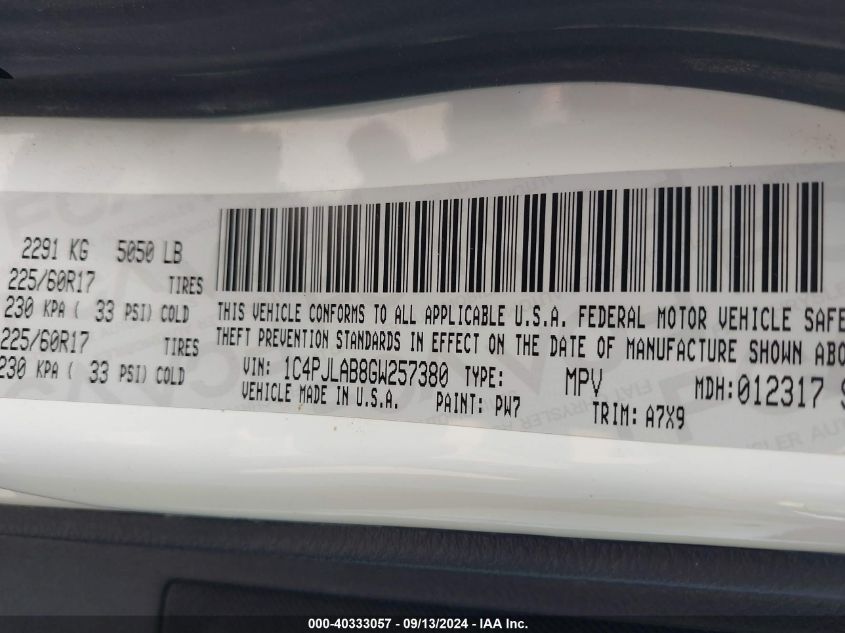 2291 KG 5050 LB
225/60R17 TIRES
230 KPA ( 33 PSI) COLD
225/60R17 TIRES
230 KPA ( 33 PSI) COLD
THIS VEHICLE CONFORMS TO ALL APPLICABLE U.S.A. FEDERAL MOTOR VEHICLE SAFE
THEFT PREVENTION STANDARDS IN EFFECT ON THE DATE OF MANUFACTURE SHOWN ABO
VIN: 1C4PJLAB8GW257380 TYPE: MPV MDH:012317
VEHICLE MADE IN U.S.A. PAINT: PW7 TRIM: A7X9
000-40333057 - 09/13/2024 - IAA Inc.